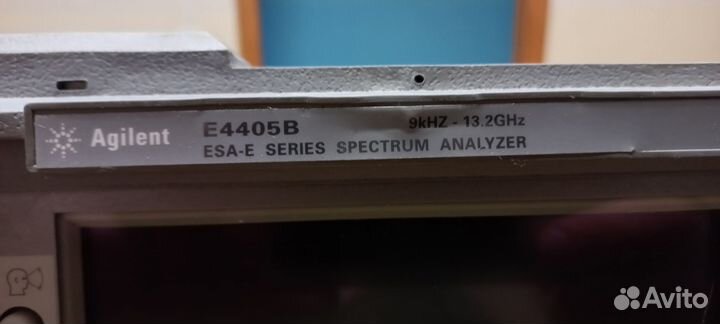 Agilent E4405B 9kHZ - 13.2GHz
ESA-E SERIES SPECTRUM ANALYZER
Avito